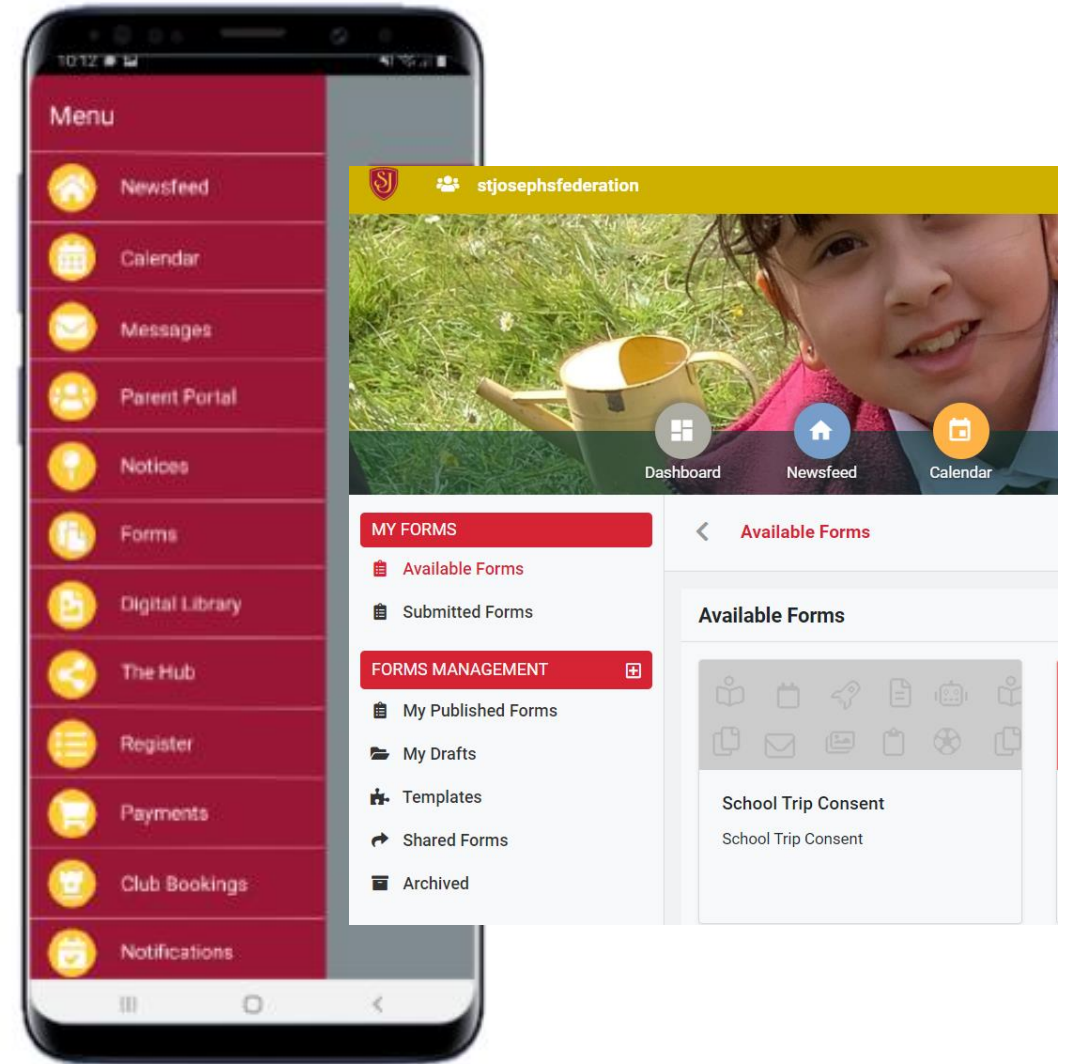 10:12
Menu
Newsfeed
Calendar
Messages
Parent Portal
Notices
Forms
Digital Library
The Hub
Register
Payments
Club Bookings
Notifications
SJ
stjosephsfederation
Dashboard
Newsfeed
Calendar
MY FORMS
Available Forms
Submitted Forms
FORMS MANAGEMENT
My Published Forms
My Drafts
Templates
Shared Forms
Archived
Available Forms
Available Forms
School Trip Consent
School Trip Consent